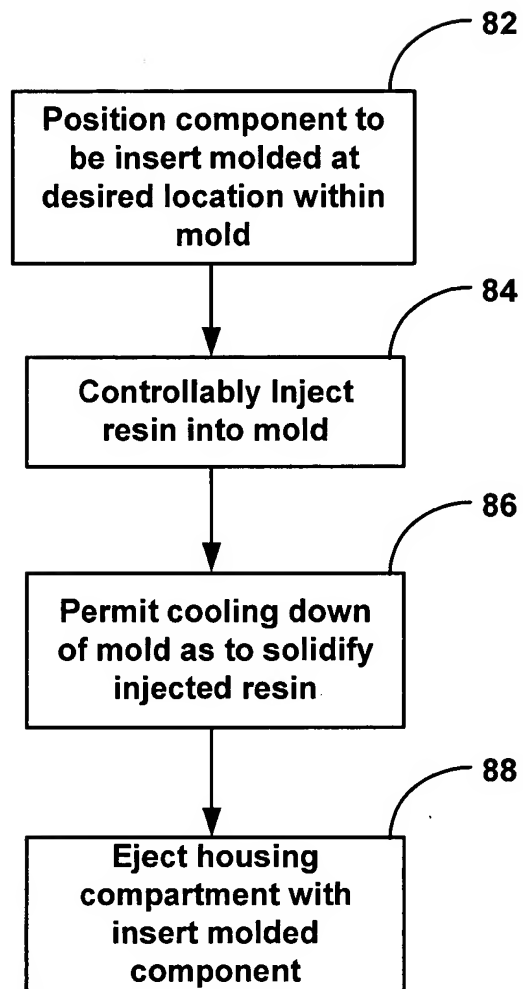 82
Position component to
be insert molded at
desired location within
mold
84
Controllably Inject
resin into mold
86
Permit cooling down
of mold as to solidify
injected resin
88
Eject housing
compartment with
insert molded
component